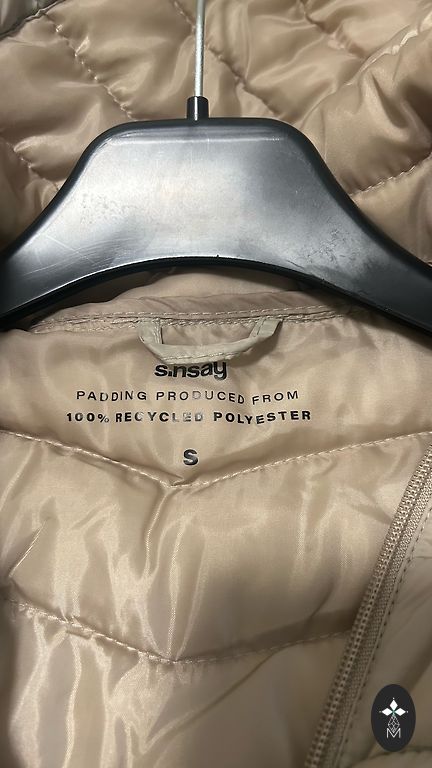 sinsay
PADDING PRODUCED FROM
100% RECYCLED POLYESTER
S
M